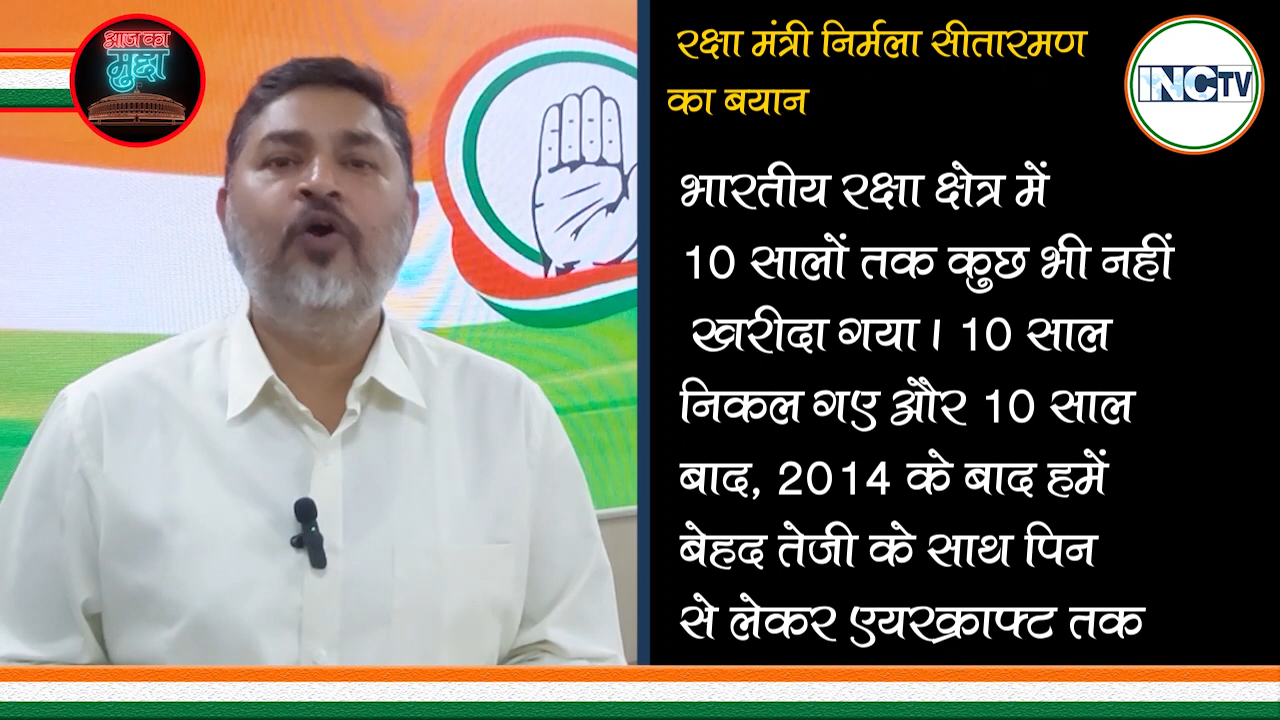 आज का
मुद्दा
रक्षा मंत्री निर्मला सीतारमण
का बयान
INCTV
भारतीय रक्षा क्षेत्र में
10 सालों तक कुछ भी नहीं
खरीदा गया। 10 साल
निकल गए और 10 साल
बाद, 2014 के बाद हमें
बेहद तेजी के साथ पिन
से लेकर एयरक्राफ्ट तक